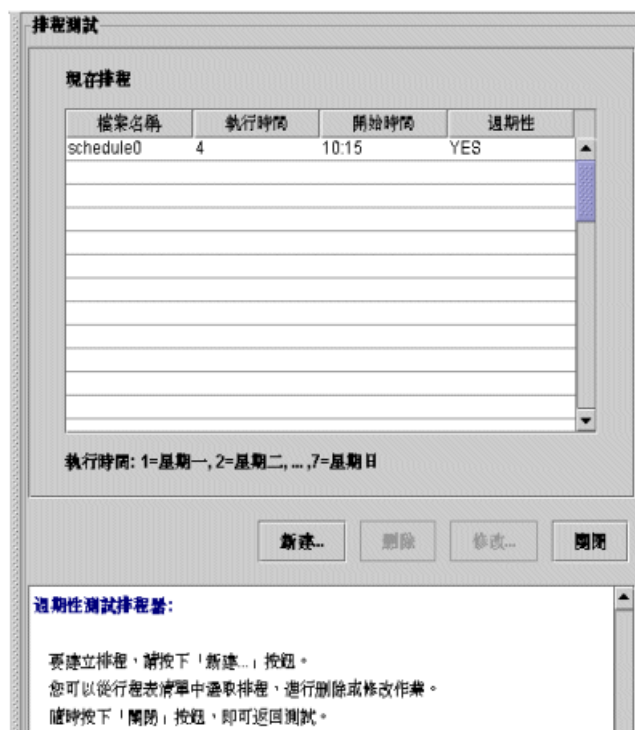 排程測試
現在排程
檔案名稱 執行時間 開始時間 週期性
schedule0 4 10:15 YES
執行時間: 1=星期一, 2=星期二, ... ,7=星期日
新建... 刪除 修改... 關閉
週期性測試排程器:
要建立排程，請按下「新建...」按鈕。
您可以從行程表清單中選取排程，進行刪除或修改作業。
隨時按下「關閉」按鈕，即可返回測試。